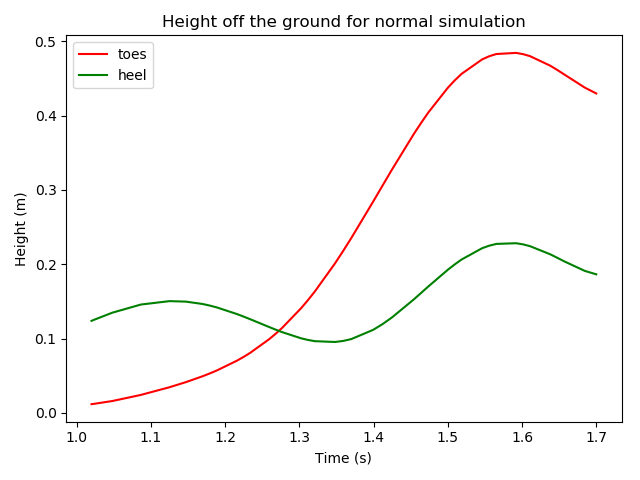 Height off the ground for normal simulation
toes
heel
Height (m)
0.5
0.4
0.3
0.2
0.1
0.0
1.0 1.1 1.2 1.3 1.4 1.5 1.6 1.7
Time (s)